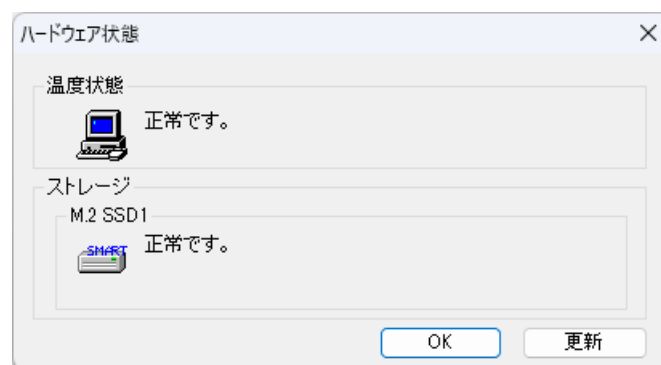 ハードウェア状態
温度状態
正常です。
ストレージ
M.2 SSD1
SMART
正常です。
OK
更新